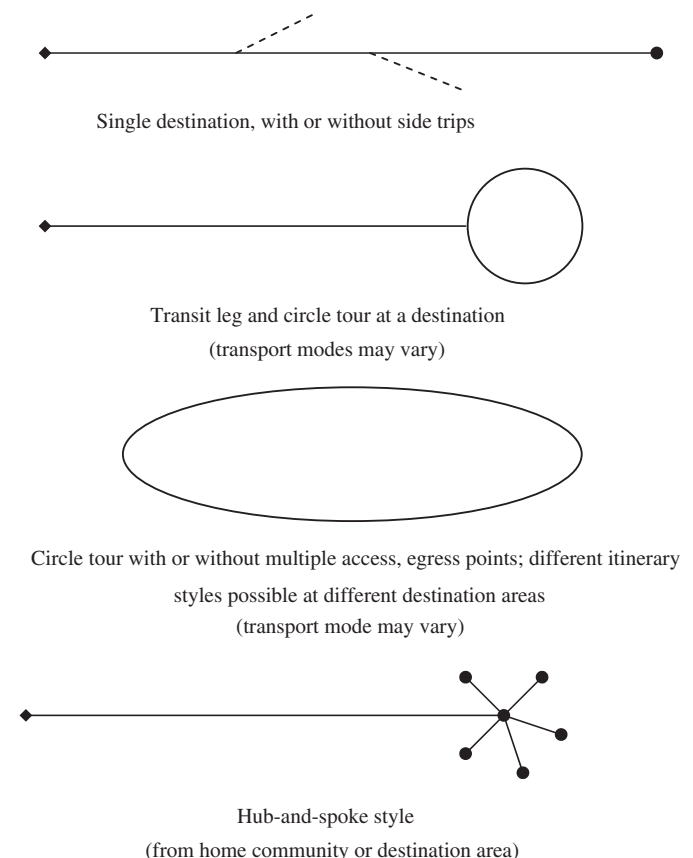 Single destination, with or without side trips
Transit leg and circle tour at a destination
(transport modes may vary)
Circle tour with or without multiple access, egress points; different itinerary
styles possible at different destination areas
(transport mode may vary)
Hub-and-spoke style
(from home community or destination area)